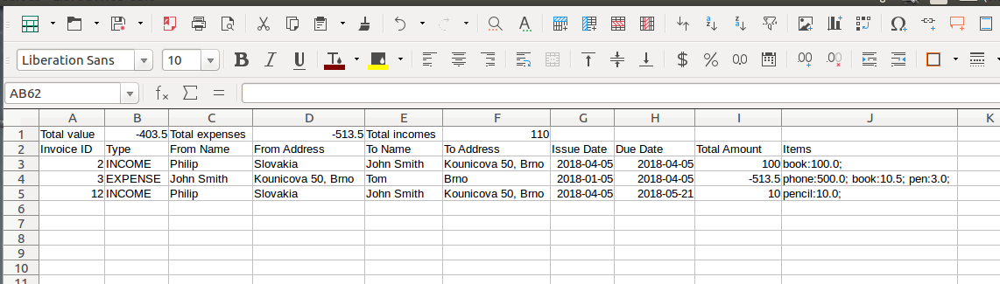 Liberation Sans 10 B I U $ % 0.0
AB62 fx Σ =
A B C D E F G H I J K
1 Total value -403.5 Total expenses -513.5 Total incomes 110
2 Invoice ID Type From Name From Address To Name To Address Issue Date Due Date Total Amount Items
3 2 INCOME Philip Slovakia John Smith Kounicova 50, Brno 2018-04-05 2018-04-05 100 book:100.0;
4 3 EXPENSE John Smith Kounicova 50, Brno Tom Brno 2018-01-05 2018-04-05 -513.5 phone:500.0; book:10.5; pen:3.0;
5 12 INCOME Philip Slovakia John Smith Kounicova 50, Brno 2018-04-05 2018-05-21 10 pencil:10.0;
6
7
8
9
10
11